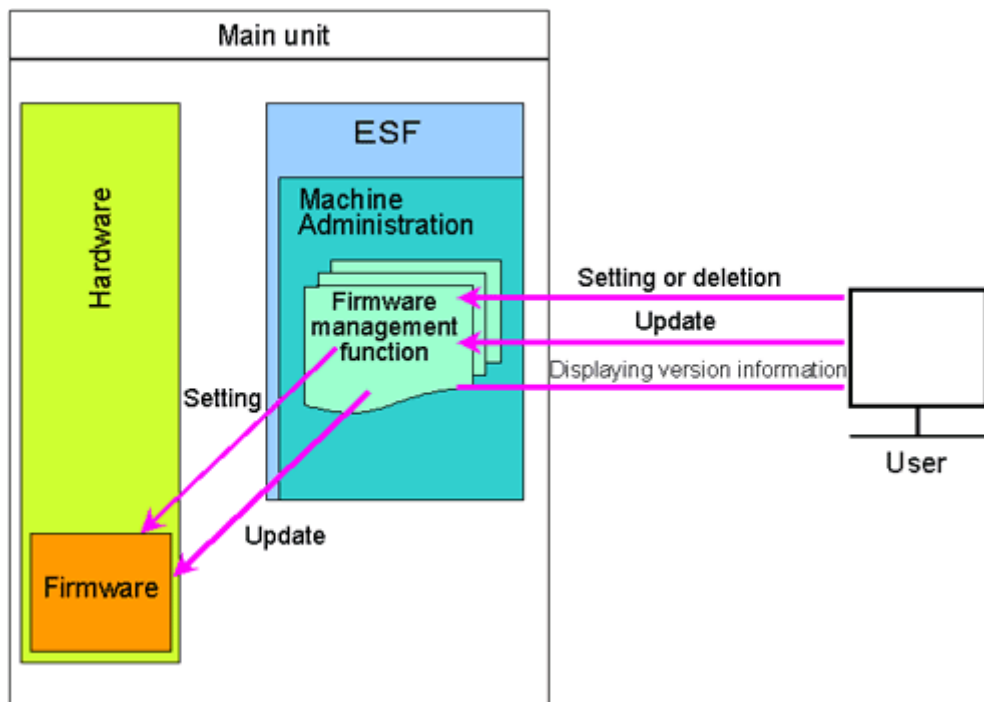 Main unit
ESF
Hardware
Machine
Administration
Firmware
management
function
Setting or deletion
Update
Displaying version information
User
Setting
Update
Firmware